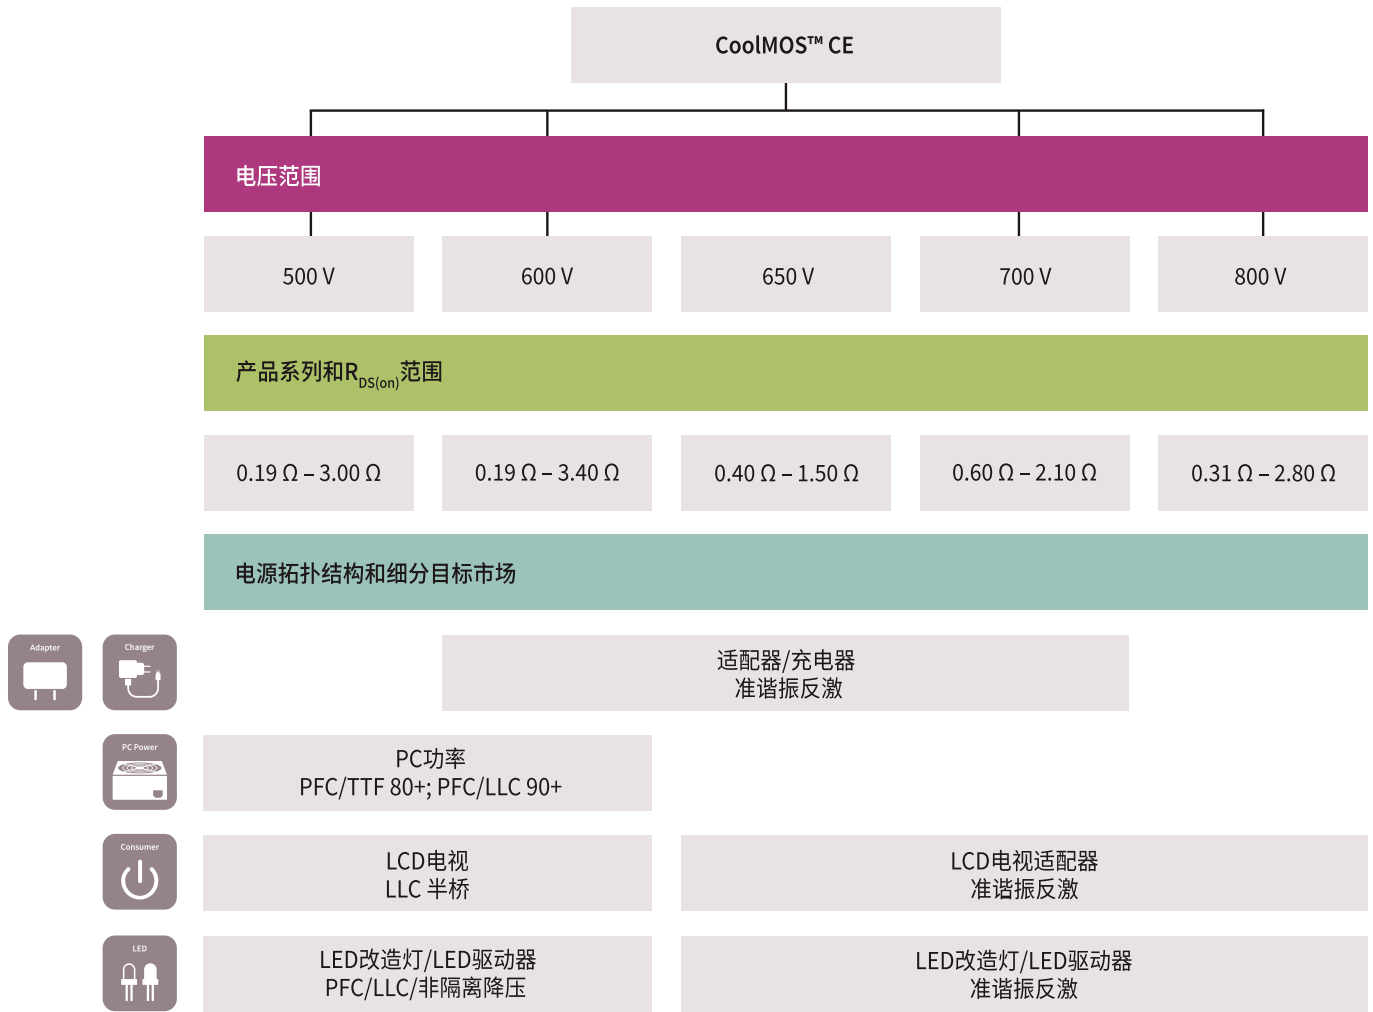 CoolMOS™ CE
电压范围
500 V
600 V
650 V
700 V
800 V
产品系列和RDS(on)范围
0.19 Ω – 3.00 Ω
0.19 Ω – 3.40 Ω
0.40 Ω – 1.50 Ω
0.60 Ω – 2.10 Ω
0.31 Ω – 2.80 Ω
电源拓扑结构和细分目标市场
Adapter
Charger
适配器/充电器
准谐振反激
PC Power
PC功率
PFC/TTF 80+; PFC/LLC 90+
Consumer
LCD电视
LLC 半桥
LCD电视适配器
准谐振反激
LED
LED改造灯/LED驱动器
PFC/LLC/非隔离降压
LED改造灯/LED驱动器
准谐振反激